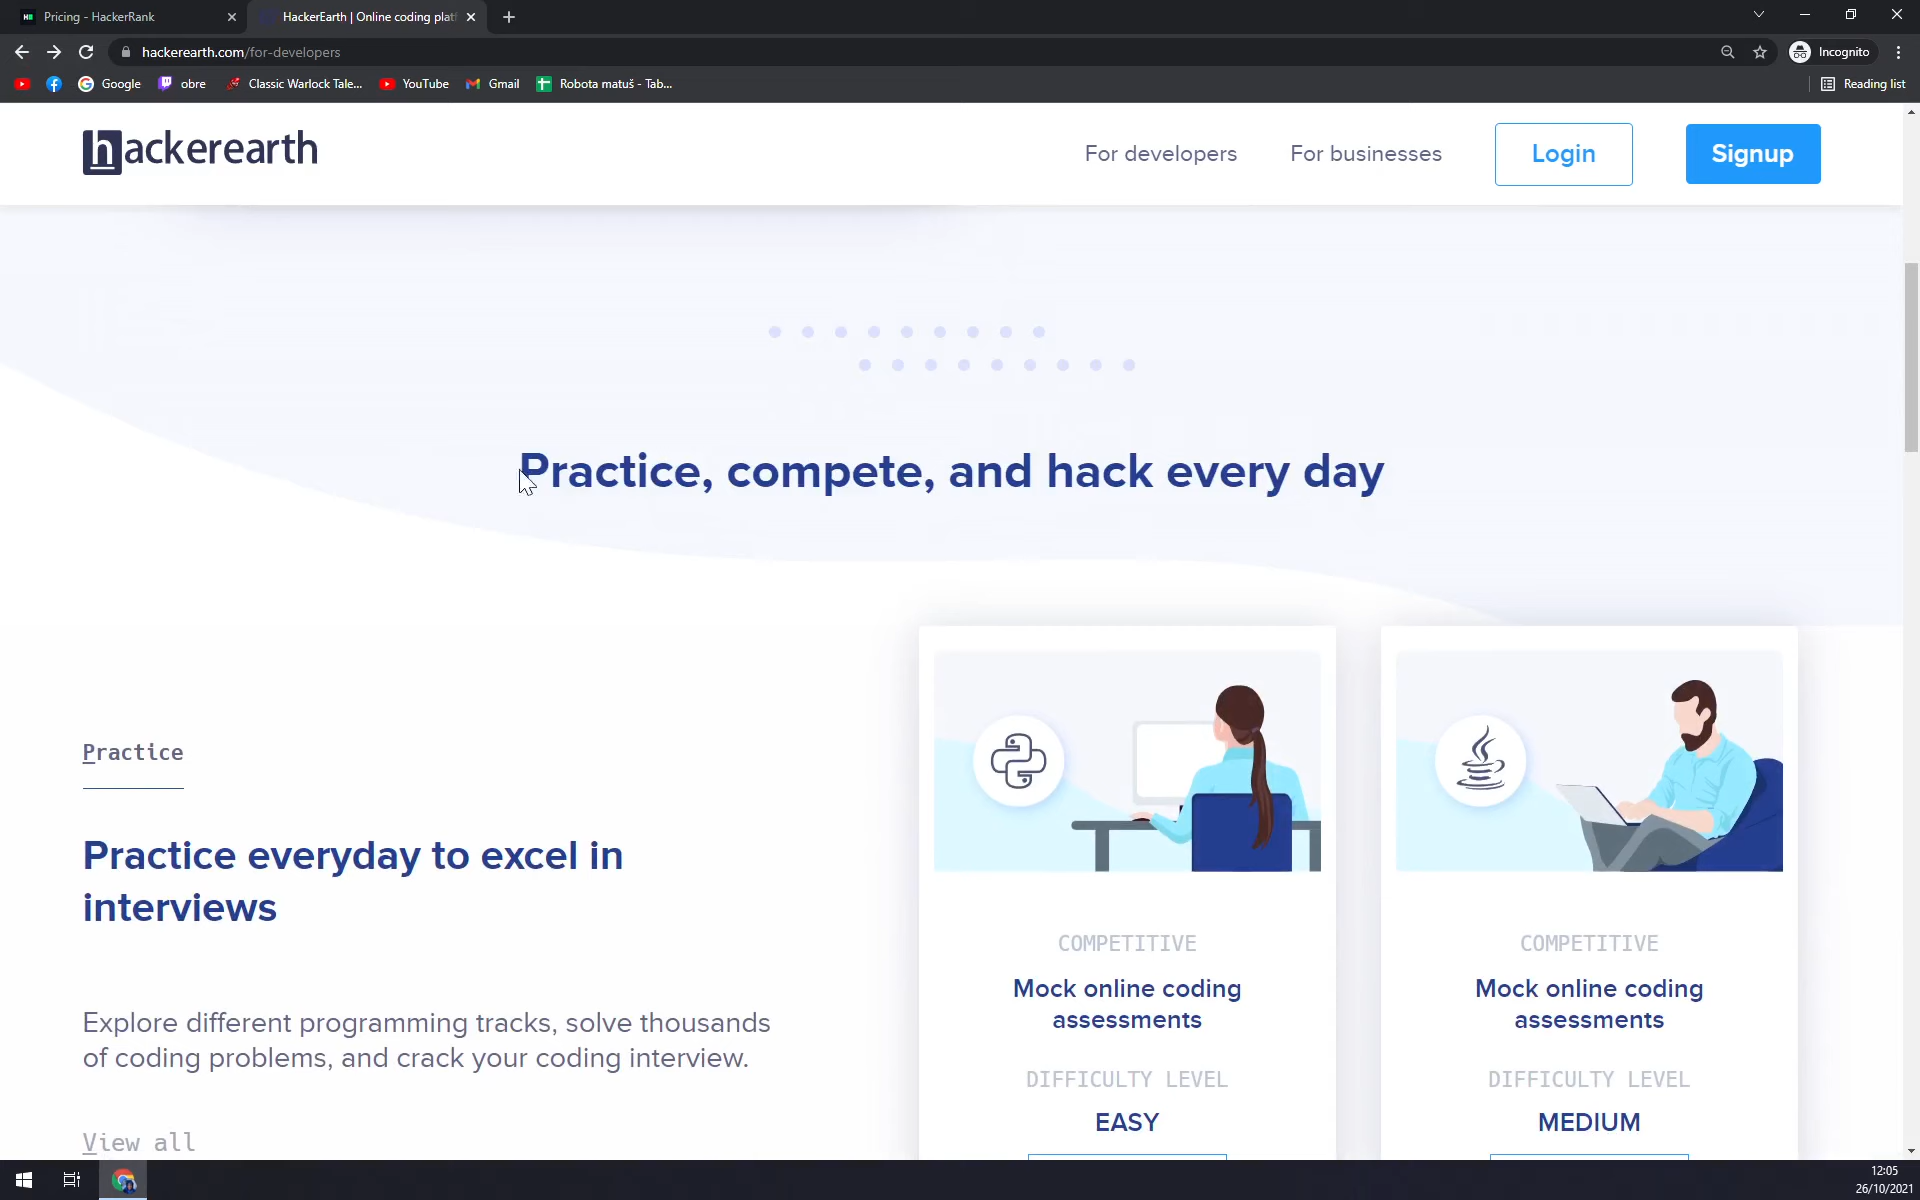 Pricing - HackerRank
HackerEarth | Online coding platf
hackerearth.com/for-developers
Incognito
Google
obre
Classic Warlock Tale...
YouTube
Gmail
Robota matuš - Tab...
Reading list
hackerearth
For developers
For businesses
Login
Signup
Practice, compete, and hack every day
Practice
Practice everyday to excel in
interviews
Explore different programming tracks, solve thousands
of coding problems, and crack your coding interview.
View all
COMPETITIVE
Mock online coding
assessments
DIFFICULTY LEVEL
EASY
COMPETITIVE
Mock online coding
assessments
DIFFICULTY LEVEL
MEDIUM
12:05
26/10/2021